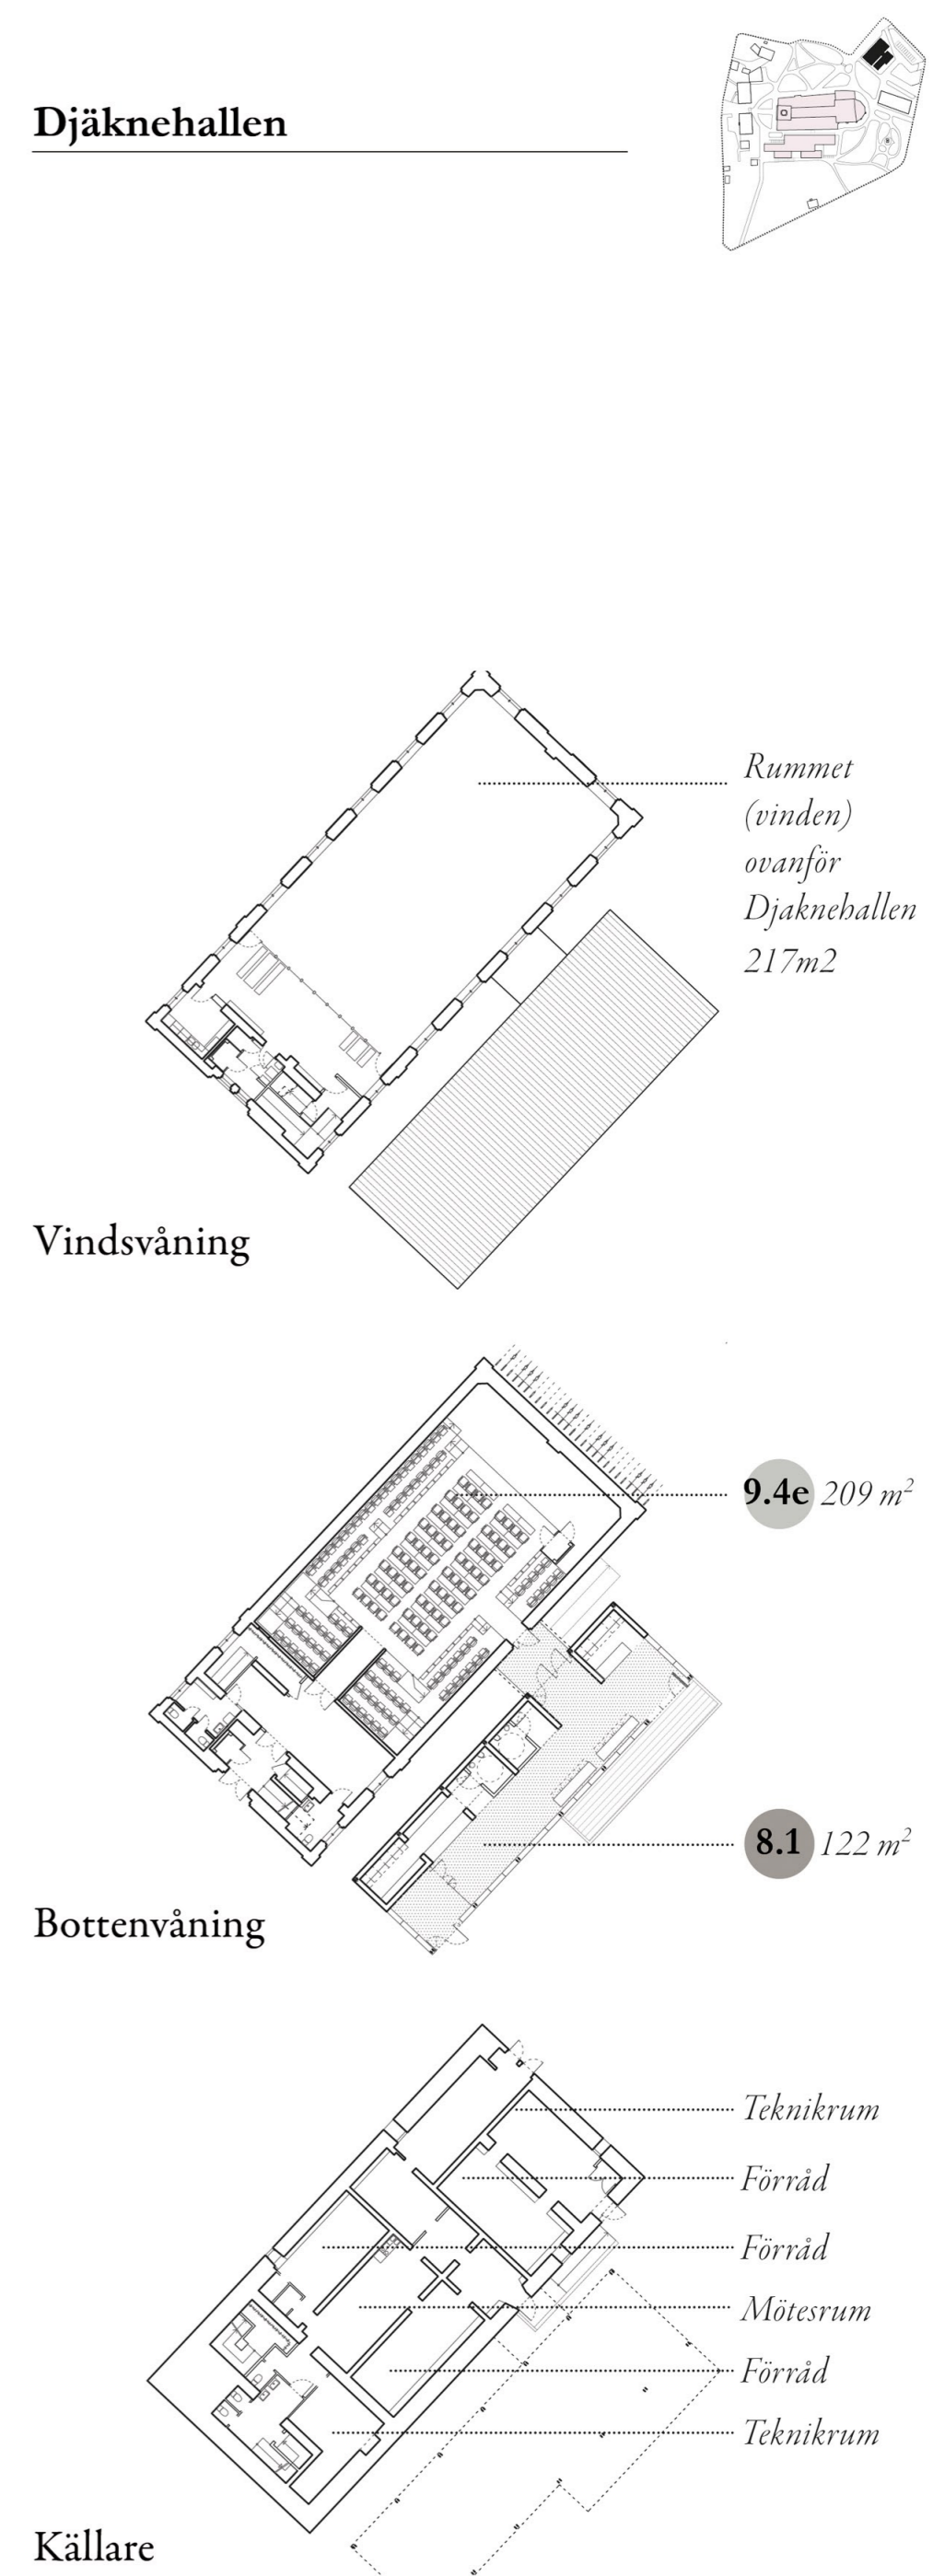 Djäknehallen
Rummet
(vinden)
ovanför
Djaknehallen
217m2
Vindsvåning
9.4e 209 m²
8.1 122 m²
Bottenvåning
Teknikrum
Förråd
Förråd
Mötesrum
Förråd
Teknikrum
Källare